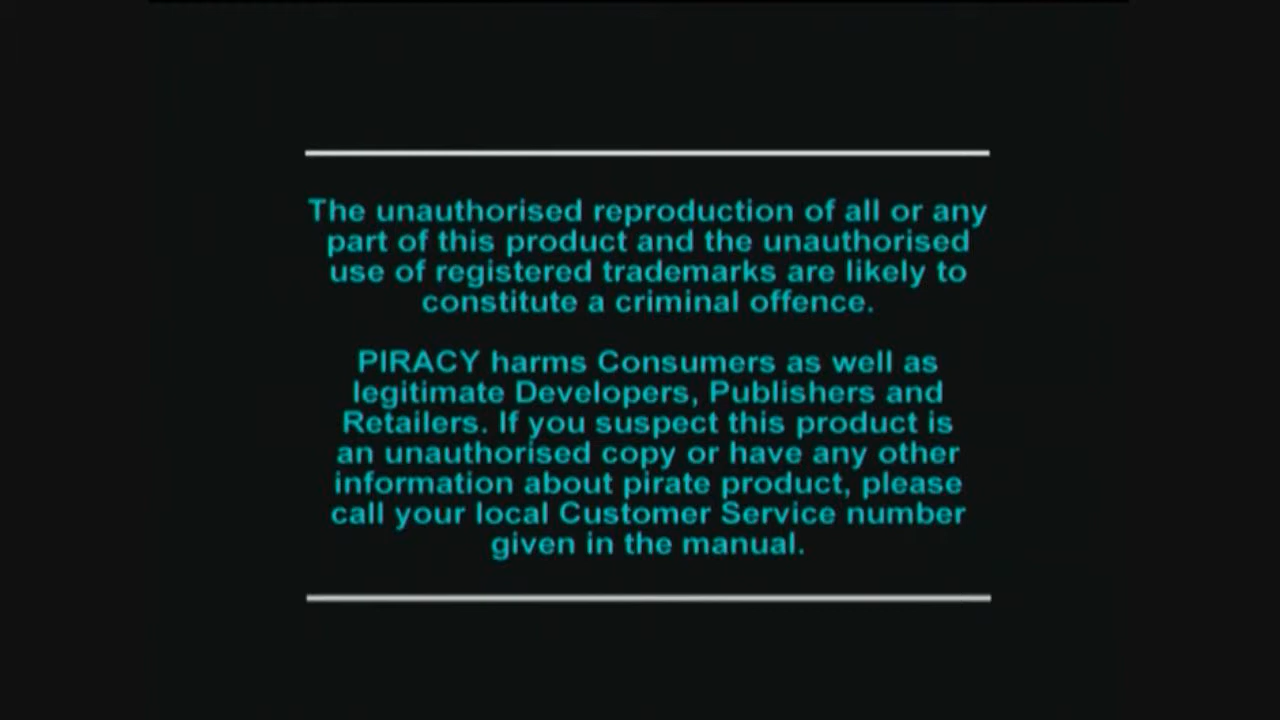 The unauthorised reproduction of all or any
part of this product and the unauthorised
use of registered trademarks are likely to
constitute a criminal offence.
PIRACY harms Consumers as well as
legitimate Developers, Publishers and
Retailers. If you suspect this product is
an unauthorised copy or have any other
information about pirate product, please
call your local Customer Service number
given in the manual.